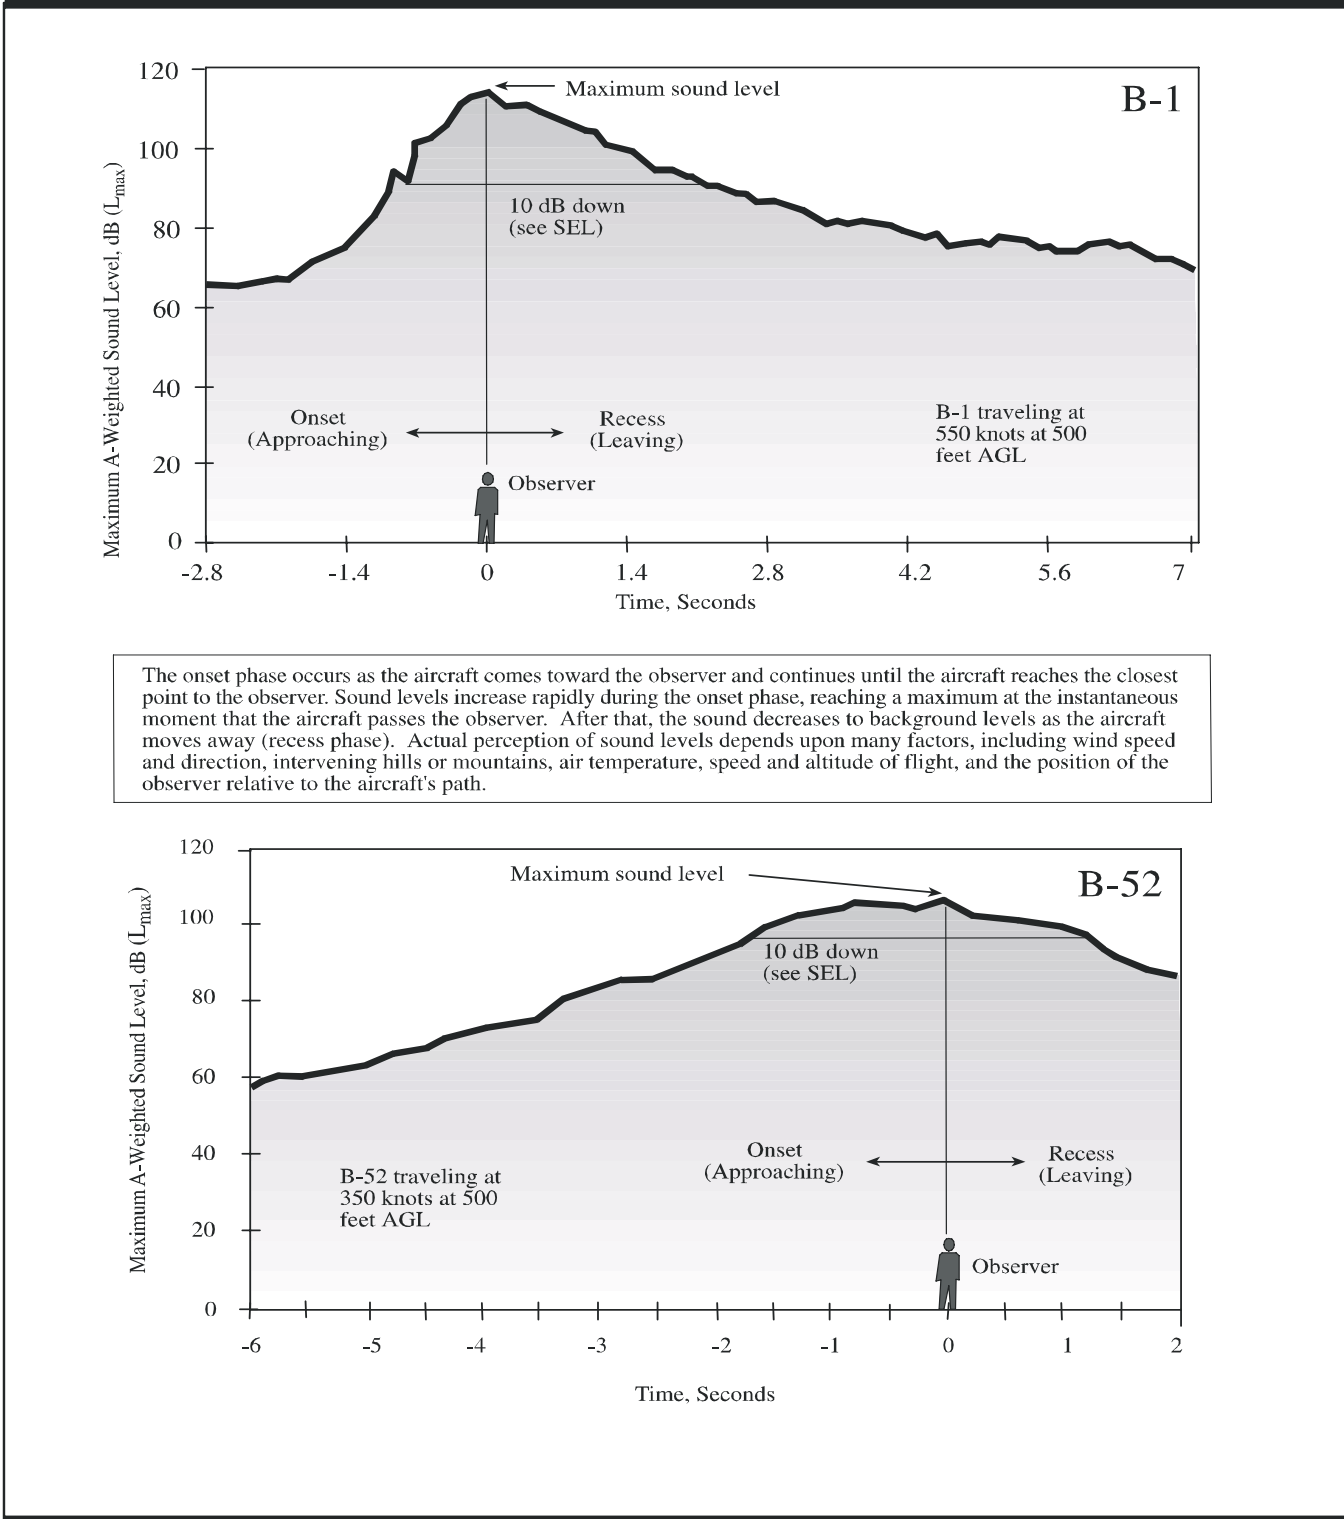 B-1
Maximum sound level
10 dB down
(see SEL)
Onset
(Approaching)
Recess
(Leaving)
B-1 traveling at
550 knots at 500
feet AGL
Observer
Maximum A-Weighted Sound Level, dB (Lmax)
120
100
80
60
40
20
0
-2.8
-1.4
0
1.4
2.8
4.2
5.6
7
Time, Seconds
The onset phase occurs as the aircraft comes toward the observer and continues until the aircraft reaches the closest
point to the observer. Sound levels increase rapidly during the onset phase, reaching a maximum at the instantaneous
moment that the aircraft passes the observer. After that, the sound decreases to background levels as the aircraft
moves away (recess phase). Actual perception of sound levels depends upon many factors, including wind speed
and direction, intervening hills or mountains, air temperature, speed and altitude of flight, and the position of the
observer relative to the aircraft's path.
B-52
Maximum sound level
10 dB down
(see SEL)
Onset
(Approaching)
Recess
(Leaving)
B-52 traveling at
350 knots at 500
feet AGL
Observer
Maximum A-Weighted Sound Level, dB (Lmax)
120
100
80
60
40
20
0
-6
-5
-4
-3
-2
-1
0
1
2
Time, Seconds